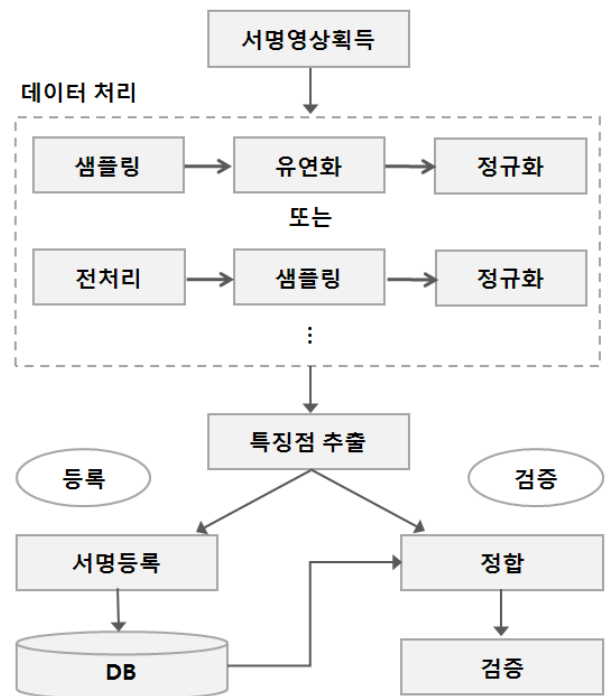 서명영상획득
데이터 처리
샘플링
유연화
정규화
또는
전처리
샘플링
정규화
⋮
특징점 추출
등록
검증
서명등록
정합
DB
검증